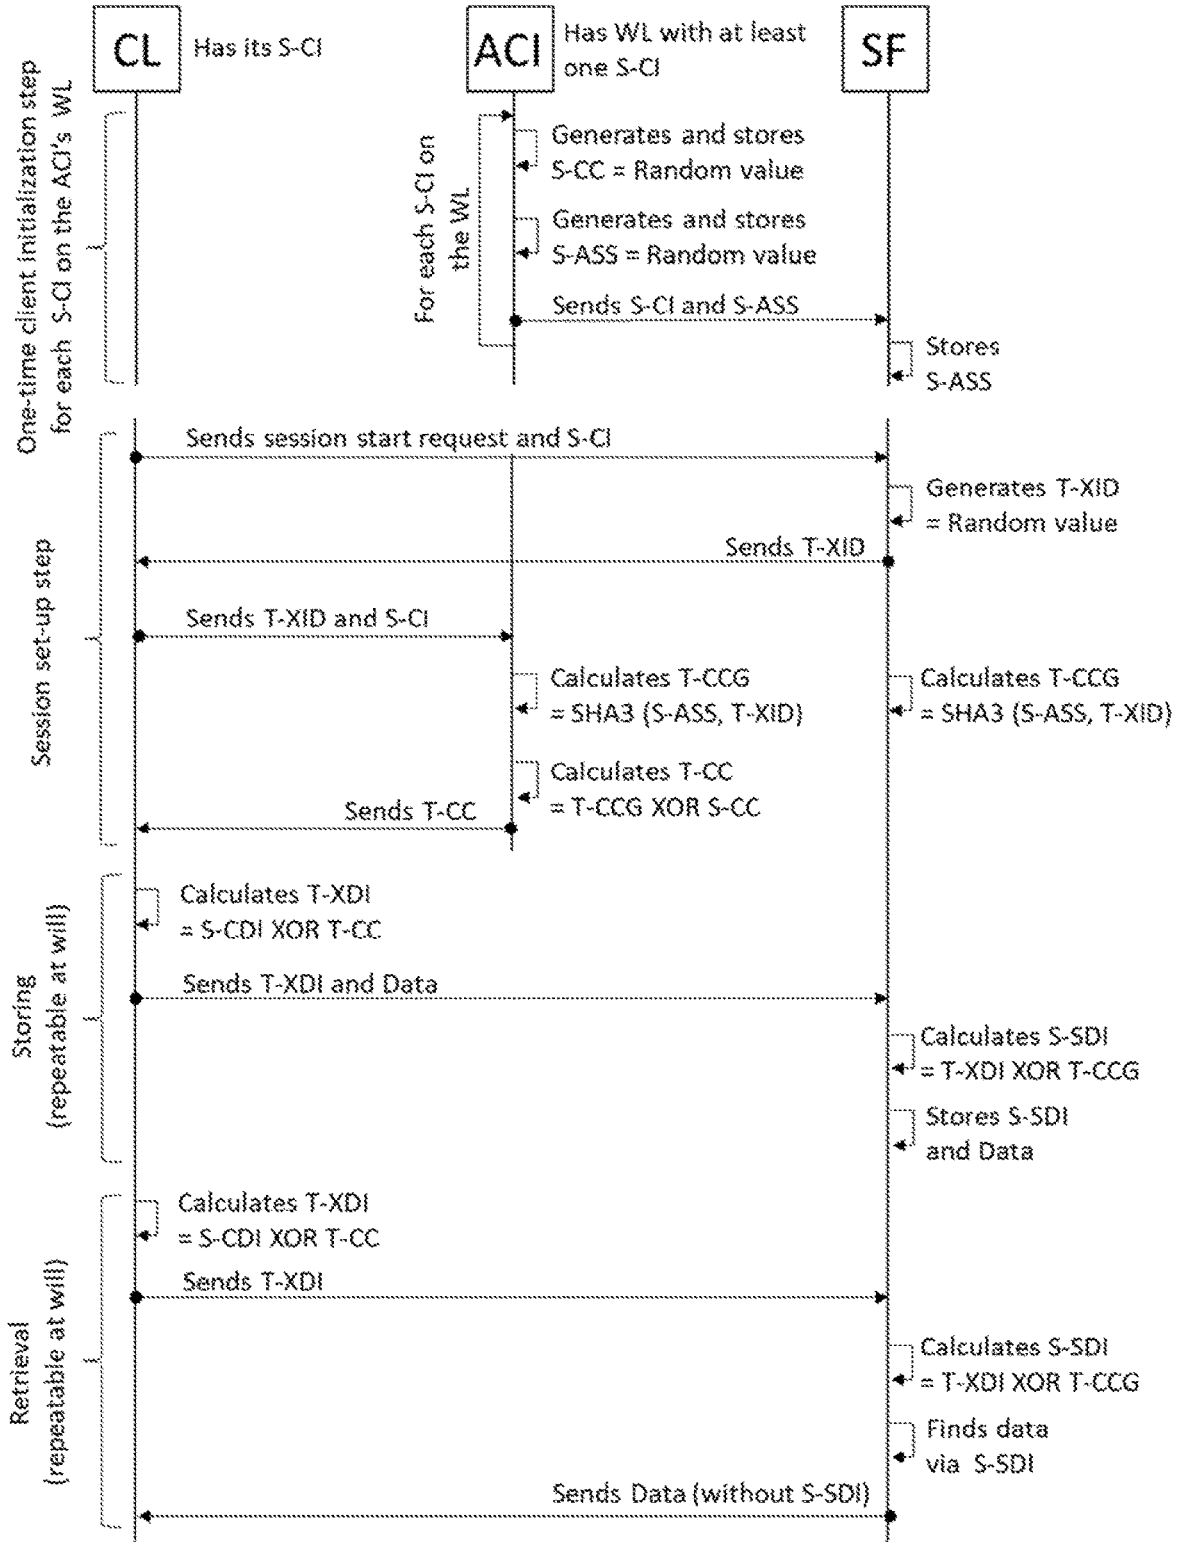 CL
Has its S-CI
ACI
Has WL with at least
one S-CI
SF
One-time client initialization step
for each S-CI on the ACI's WL
For each S-CI on
the WL
Generates and stores
S-CC = Random value
Generates and stores
S-ASS = Random value
Sends S-CI and S-ASS
Stores
S-ASS
Session set-up step
Sends session start request and S-CI
Generates T-XID
= Random value
Sends T-XID
Sends T-XID and S-CI
Calculates T-CCG
= SHA3 (S-ASS, T-XID)
Calculates T-CCG
= SHA3 (S-ASS, T-XID)
Calculates T-CC
= T-CCG XOR S-CC
Sends T-CC
Storing
(repeatable at will)
Calculates T-XDI
= S-CDI XOR T-CC
Sends T-XDI and Data
Calculates S-SDI
= T-XDI XOR T-CCG
Stores S-SDI
and Data
Retrieval
(repeatable at will)
Calculates T-XDI
= S-CDI XOR T-CC
Sends T-XDI
Calculates S-SDI
= T-XDI XOR T-CCG
Finds data
via S-SDI
Sends Data (without S-SDI)